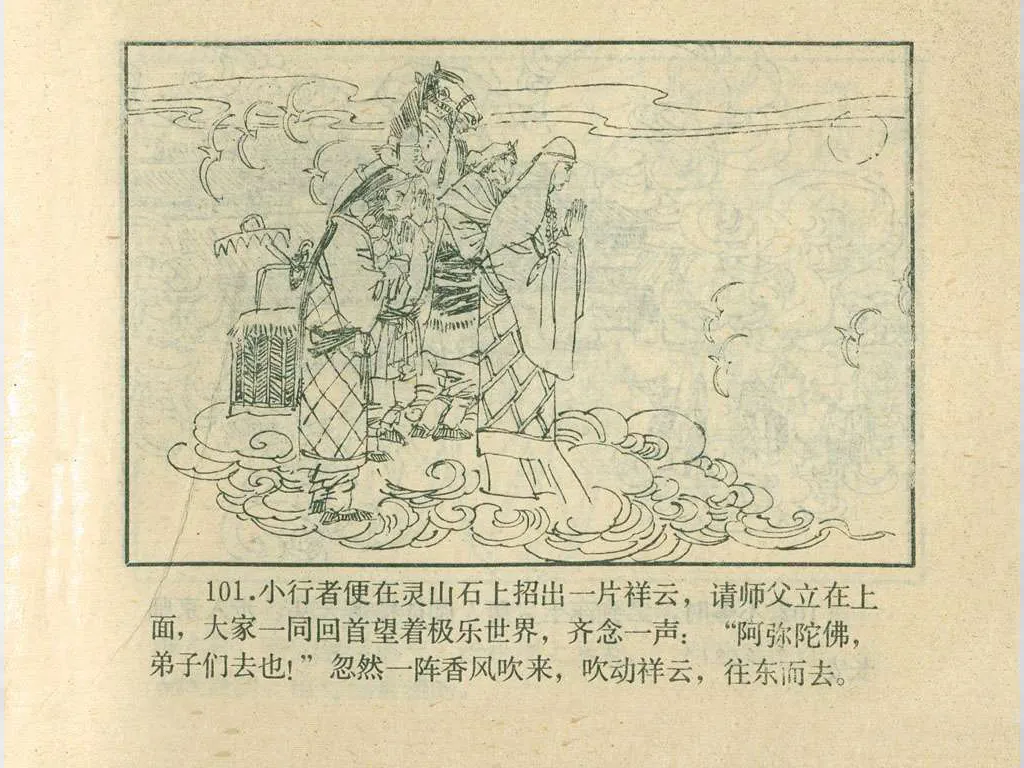 101.小行者便在灵山石上招出一片祥云，请师父立在上
面，大家一同回首望着极乐世界，齐念一声：“阿弥陀佛，
弟子们去也！”忽然一阵香风吹来，吹动祥云，往东而去。